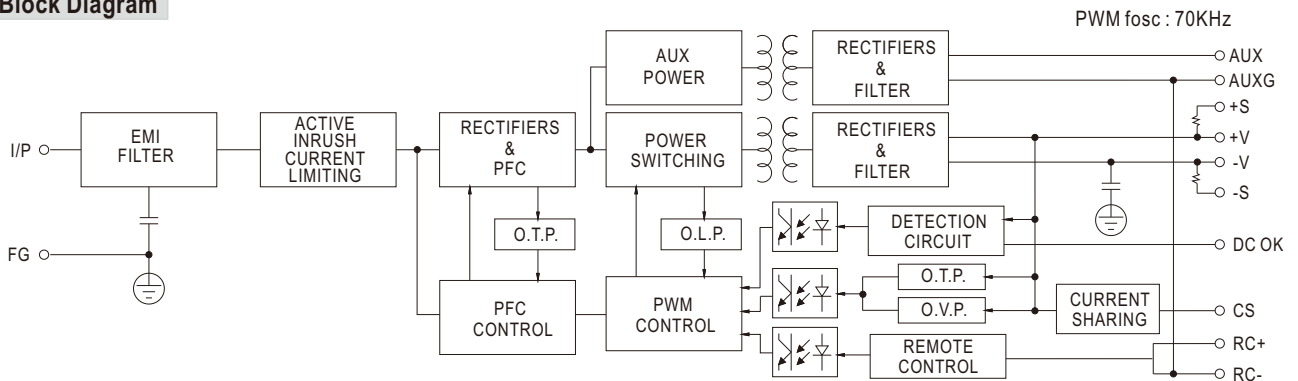 Block Diagram
PWM fosc : 70KHz
I/P
FG
EMI
FILTER
ACTIVE
INRUSH
CURRENT
LIMITING
RECTIFIERS
&
PFC
O.T.P.
PFC
CONTROL
AUX
POWER
POWER
SWITCHING
O.L.P.
PWM
CONTROL
RECTIFIERS
&
FILTER
RECTIFIERS
&
FILTER
DETECTION
CIRCUIT
O.T.P.
O.V.P.
REMOTE
CONTROL
CURRENT
SHARING
AUX
AUXG
+S
+V
-V
-S
DC OK
CS
RC+
RC-